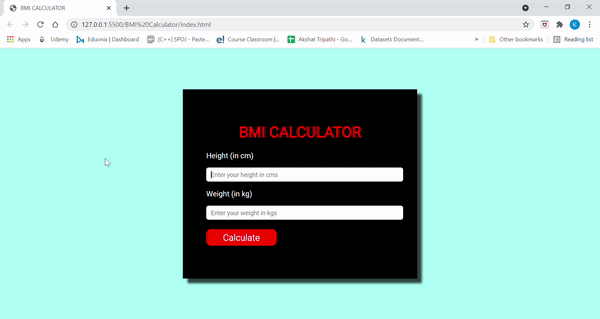 BMI CALCULATOR
127.0.0.1:5500/BMI%20Calculator/index.html
Apps Udemy Eduonix | Dashboard [C++] SPOJ - Paste... Course Classroom |... Akshat Tripathi - Go... Datasets Document... » Other bookmarks Reading list
BMI CALCULATOR
Height (in cm)
Enter your height in cms
Weight (in kg)
Enter your weight in kgs
Calculate